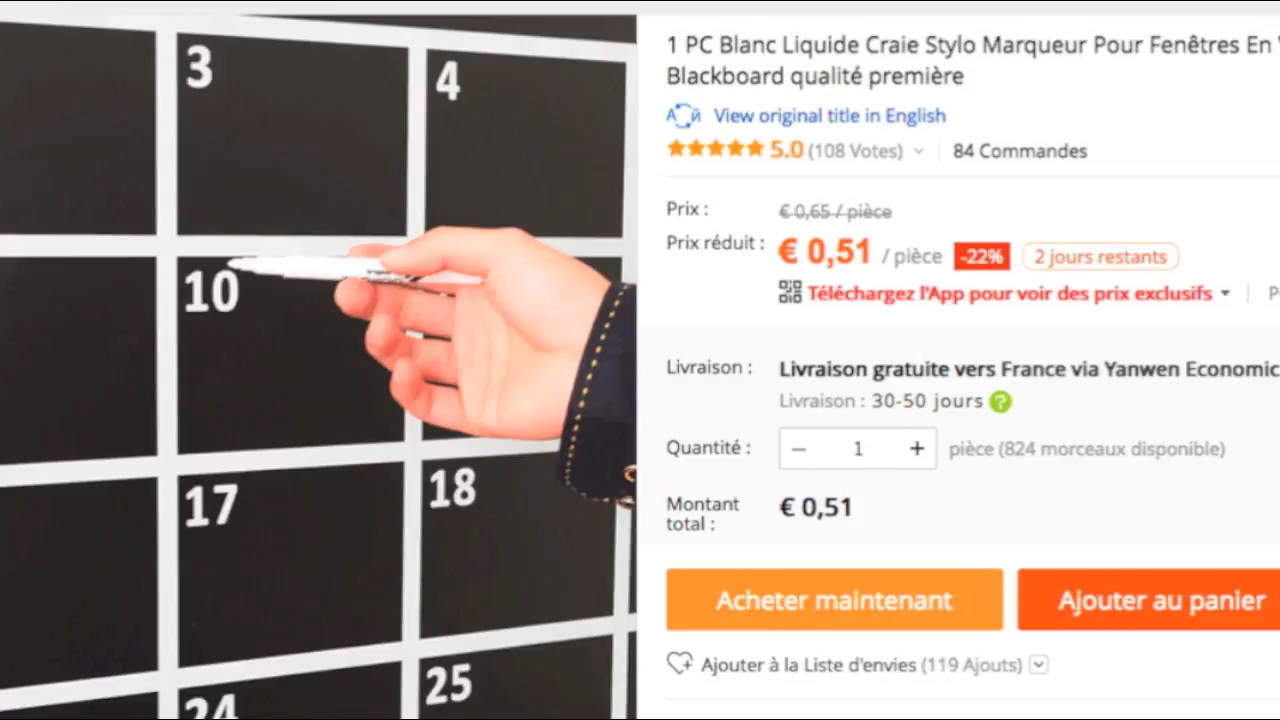 3
4
10
17
18
24
25
1 PC Blanc Liquide Craie Stylo Marqueur Pour Fenêtres En
Blackboard qualité première
View original title in English
5.0 (108 Votes)
84 Commandes
Prix :
€ 0,65 / pièce
Prix réduit :
€ 0,51 / pièce
-22%
2 jours restants
Téléchargez l'App pour voir des prix exclusifs
Livraison :
Livraison gratuite vers France via Yanwen Economic
Livraison : 30-50 jours ?
Quantité :
− 1 +
pièce (824 morceaux disponible)
Montant
total :
€ 0,51
Acheter maintenant
Ajouter au panier
Ajouter à la Liste d'envies (119 Ajouts)